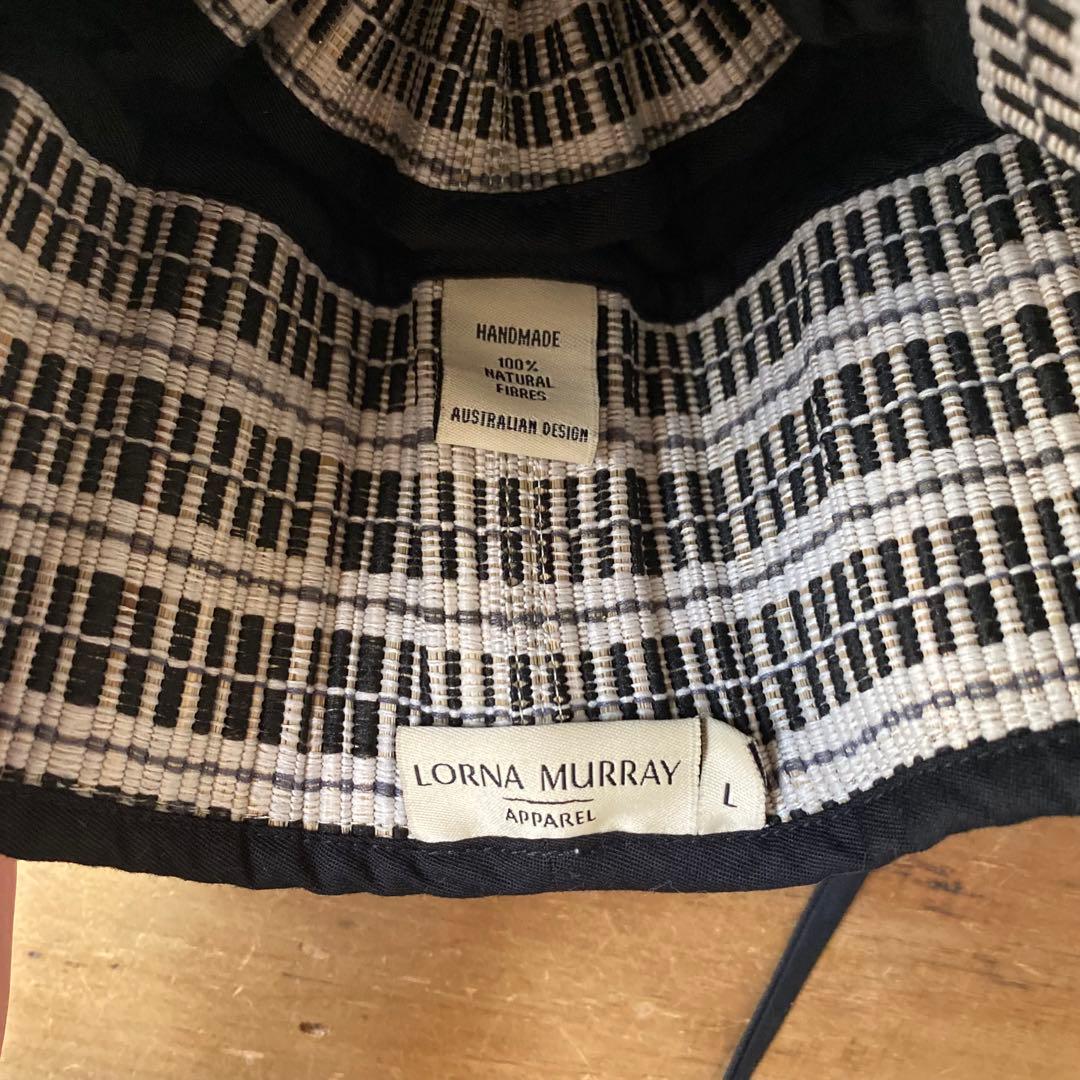 HANDMADE
100%
NATURAL
FIBRES
AUSTRALIAN DESIGN
LORNA MURRAY
APPAREL
L